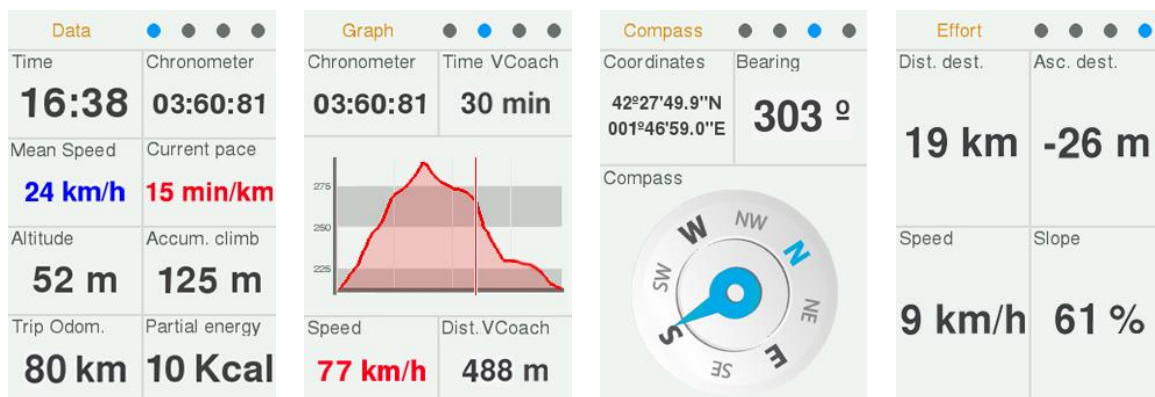 Data
Time
Chronometer
16:38
03:60:81
Mean Speed
Current pace
24 km/h
15 min/km
Altitude
Accum. climb
52 m
125 m
Trip Odom.
Partial energy
80 km
10 Kcal
Graph
Chronometer
Time VCoach
03:60:81
30 min
275
250
225
Speed
Dist.VCoach
77 km/h
488 m
Compass
Coordinates
Bearing
42º27'49.9"N
001º46'59.0"E
303 º
Compass
N
NE
E
SE
S
SW
W
NW
Effort
Dist. dest.
Asc. dest.
19 km
-26 m
Speed
Slope
9 km/h
61 %